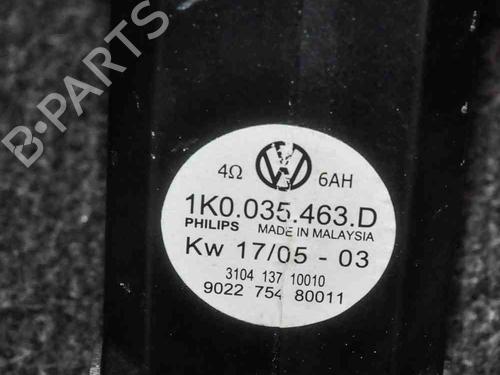 B-PARTS
4Ω 6AH
1K0.035.463.D
PHILIPS MADE IN MALAYSIA
Kw 17/05 - 03
3104 137 10010
9022 754 80011